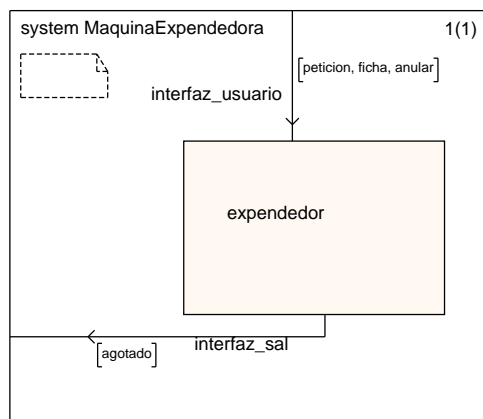 system MaquinaExpendedora
1(1)
[peticion, ficha, anular]
interfaz_usuario
expendedor
interfaz_sal
[agotado]